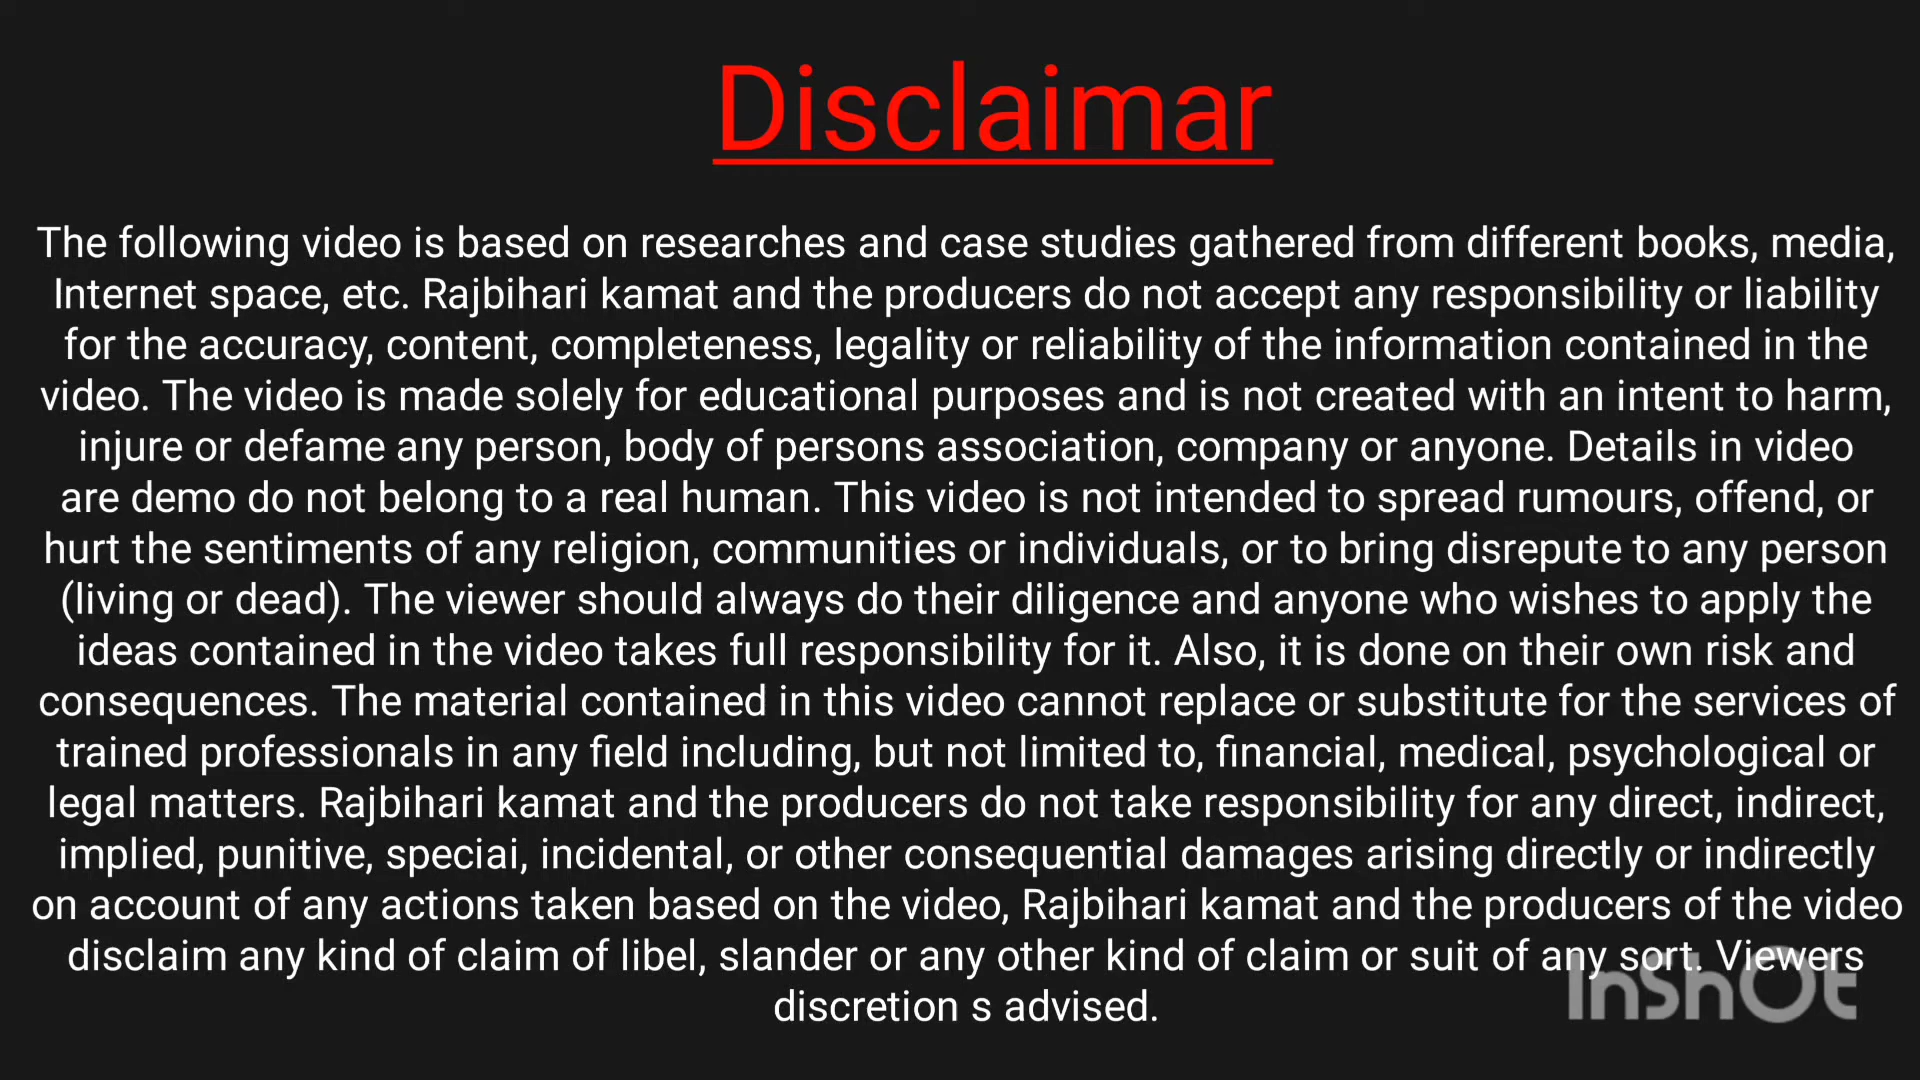 Disclaimar
The following video is based on researches and case studies gathered from different books, media,
Internet space, etc. Rajbihari kamat and the producers do not accept any responsibility or liability
for the accuracy, content, completeness, legality or reliability of the information contained in the
video. The video is made solely for educational purposes and is not created with an intent to harm,
injure or defame any person, body of persons association, company or anyone. Details in video
are demo do not belong to a real human. This video is not intended to spread rumours, offend, or
hurt the sentiments of any religion, communities or individuals, or to bring disrepute to any person
(living or dead). The viewer should always do their diligence and anyone who wishes to apply the
ideas contained in the video takes full responsibility for it. Also, it is done on their own risk and
consequences. The material contained in this video cannot replace or substitute for the services of
trained professionals in any field including, but not limited to, financial, medical, psychological or
legal matters. Rajbihari kamat and the producers do not take responsibility for any direct, indirect,
implied, punitive, speciai, incidental, or other consequential damages arising directly or indirectly
on account of any actions taken based on the video, Rajbihari kamat and the producers of the video
disclaim any kind of claim of libel, slander or any other kind of claim or suit of any sort. Viewers
discretion s advised.
InShOt